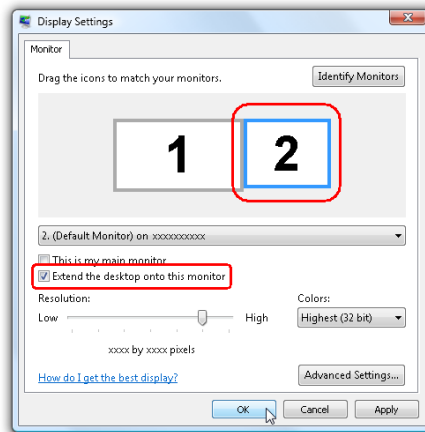 Display Settings
Monitor
Drag the icons to match your monitors.
Identify Monitors
1
2
2. (Default Monitor) on xxxxxxxxxx
This is my main monitor
Extend the desktop onto this monitor
Resolution:
Colors:
Low
High
Highest (32 bit)
xxxx by xxxx pixels
How do I get the best display?
Advanced Settings...
OK
Cancel
Apply